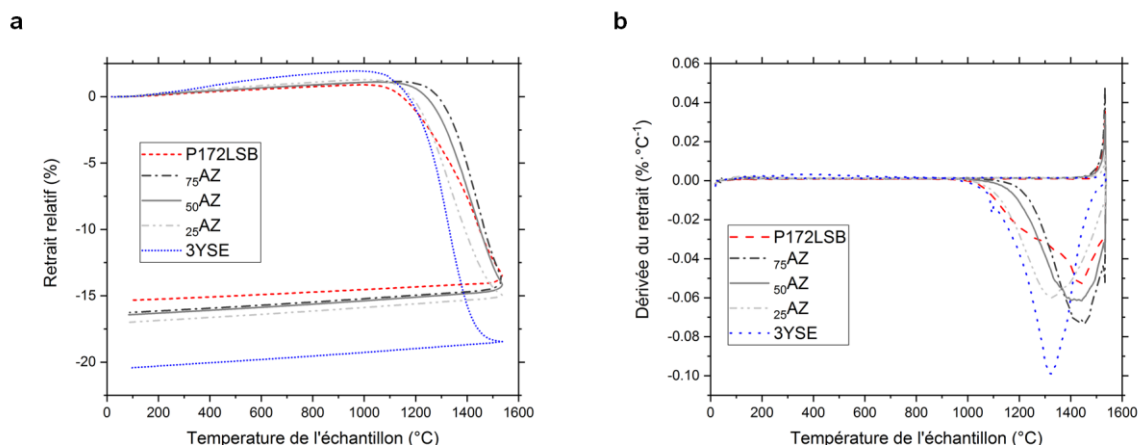 a
Retrait relatif (%)
0
-5
-10
-15
-20
P172LSB
75AZ
50AZ
25AZ
3YSE
0 200 400 600 800 1000 1200 1400 1600
Temperature de l'échantillon (°C)
b
Dérivée du retrait (%·°C⁻¹)
0.06
0.04
0.02
0.00
-0.02
-0.04
-0.06
-0.08
-0.10
P172LSB
75AZ
50AZ
25AZ
3YSE
0 200 400 600 800 1000 1200 1400 1600
Température de l'échantillon (°C)